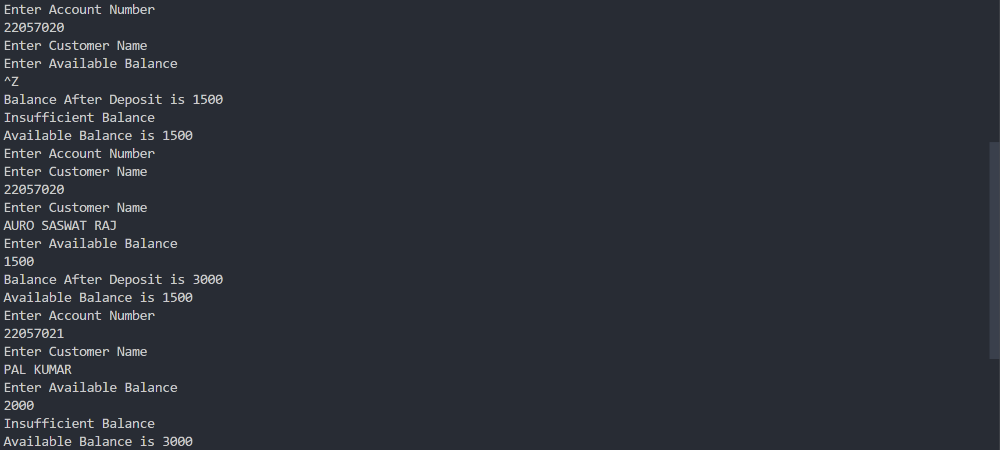 Enter Account Number
22057020
Enter Customer Name
Enter Available Balance
^Z
Balance After Deposit is 1500
Insufficient Balance
Available Balance is 1500
Enter Account Number
Enter Customer Name
22057020
Enter Customer Name
AURO SASWAT RAJ
Enter Available Balance
1500
Balance After Deposit is 3000
Available Balance is 1500
Enter Account Number
22057021
Enter Customer Name
PAL KUMAR
Enter Available Balance
2000
Insufficient Balance
Available Balance is 3000